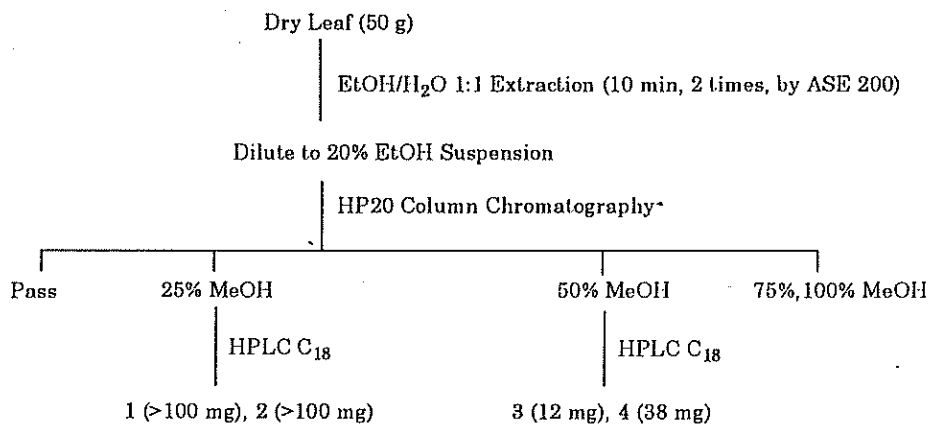 Dry Leaf (50 g)
EtOH/H₂O 1:1 Extraction (10 min, 2 times, by ASE 200)
Dilute to 20% EtOH Suspension
HP20 Column Chromatography
Pass 25% MeOH 50% MeOH 75%,100% MeOH
HPLC C₁₈ HPLC C₁₈
1 (>100 mg), 2 (>100 mg) 3 (12 mg), 4 (38 mg)